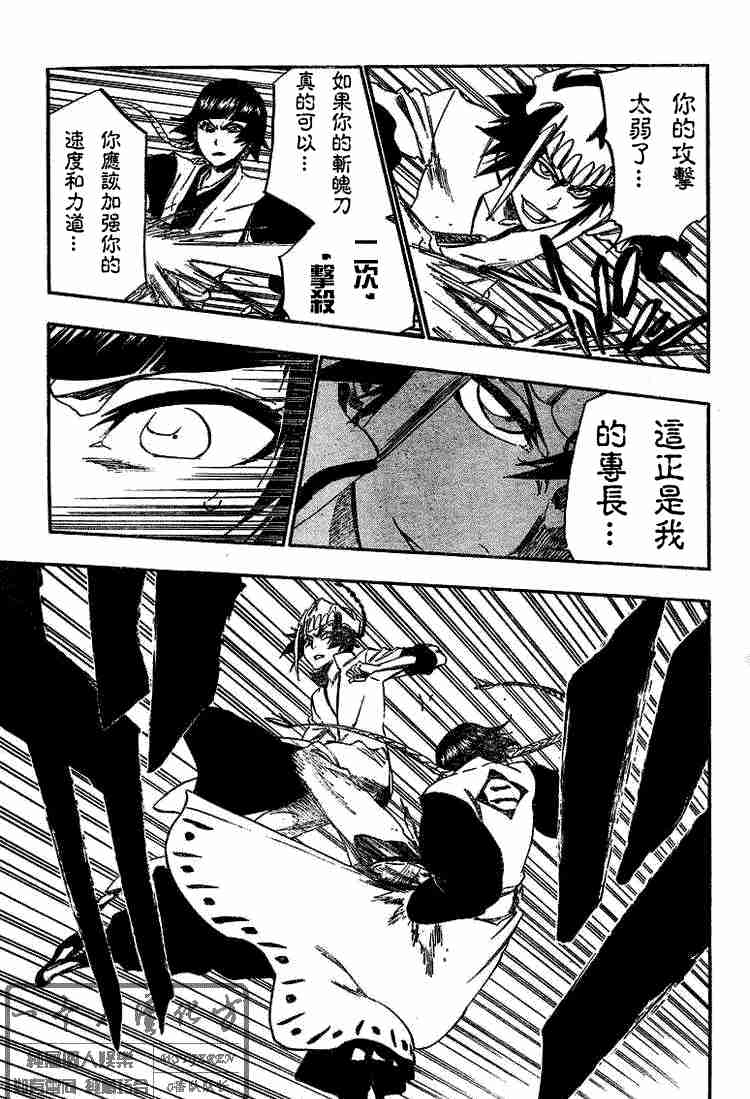 你的攻擊
太弱了…
如果你的斬魄刀
真的可以…
二次,
擊殺
你應該加强你的
速度和力道…
這正是我
的專長…